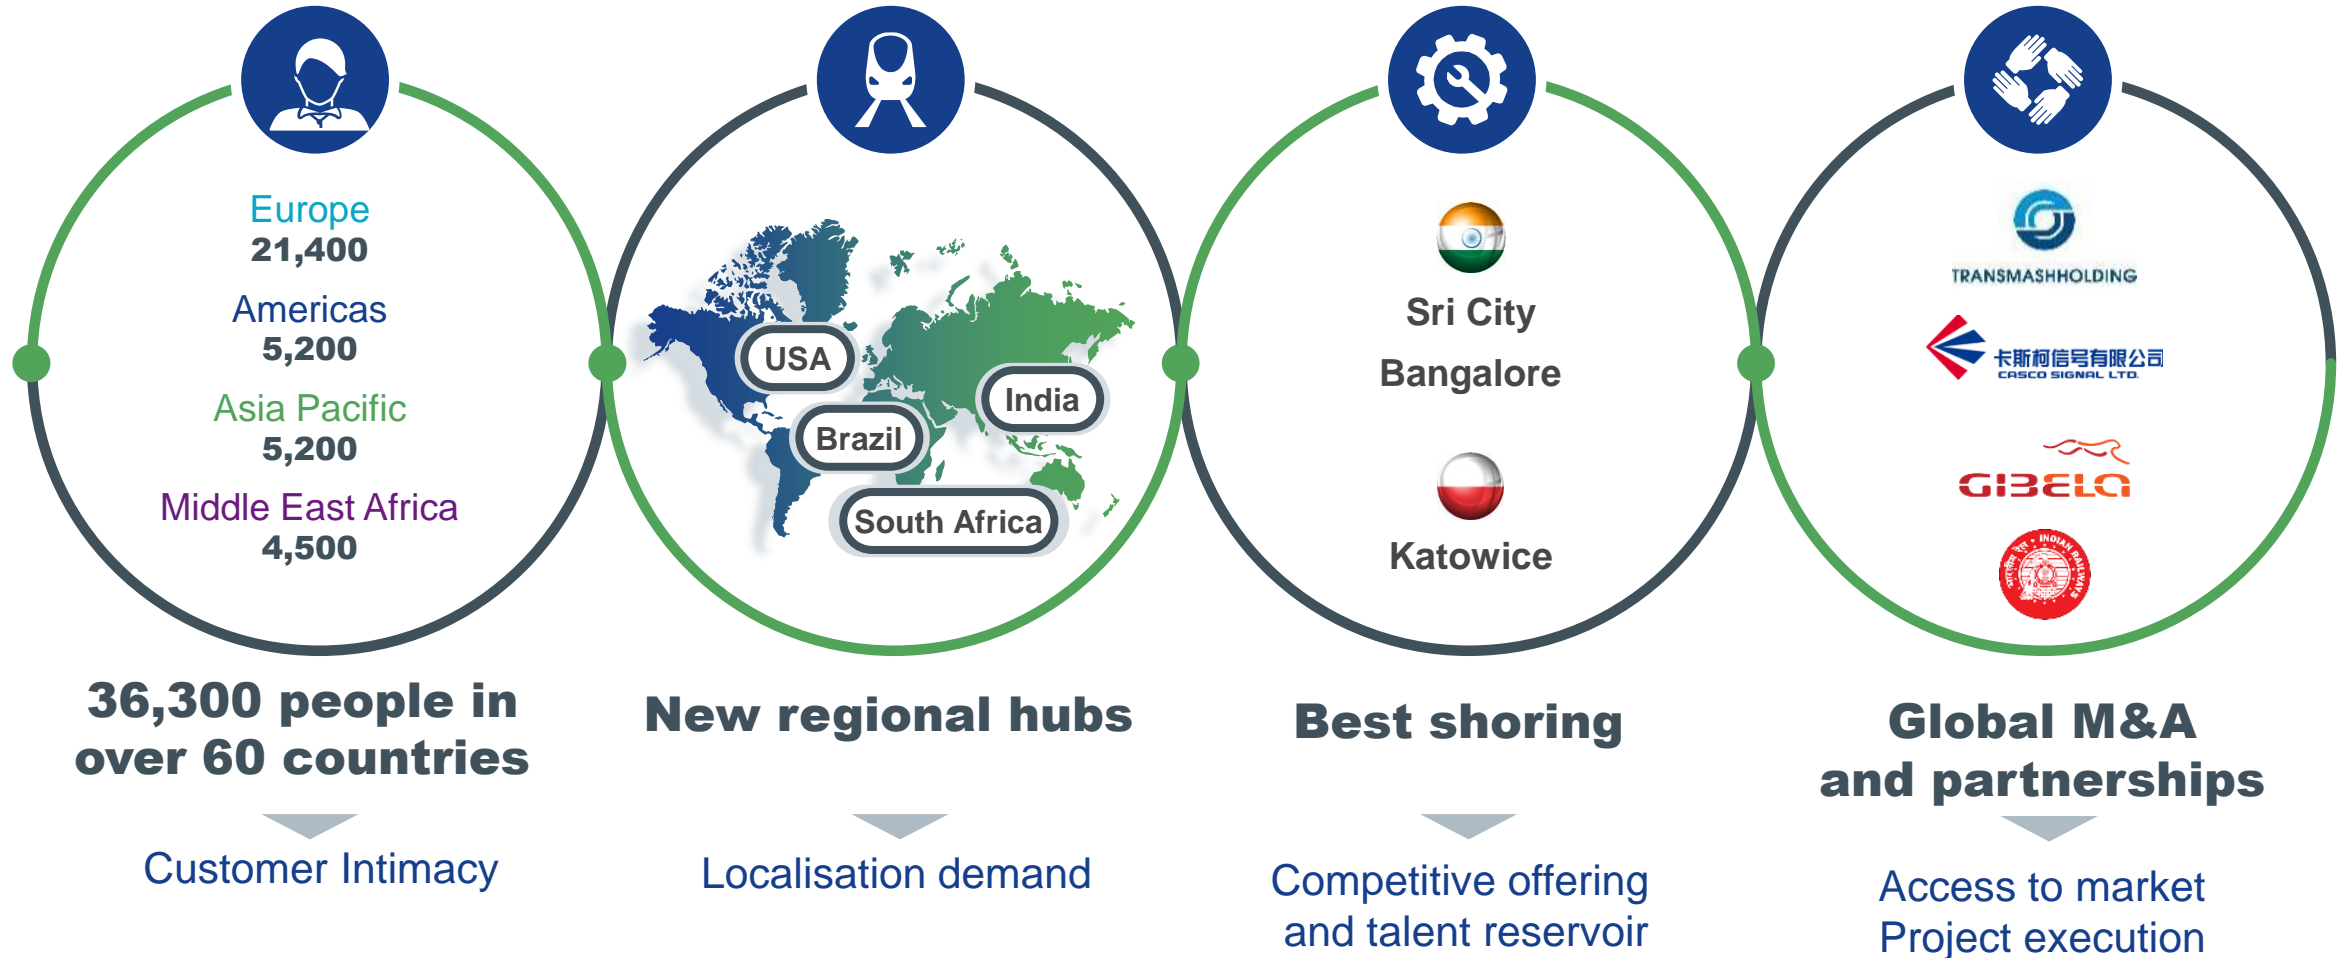 Europe
21,400
Americas
5,200
Asia Pacific
5,200
Middle East Africa
4,500
36,300 people in
over 60 countries
Customer Intimacy
USA
India
Brazil
South Africa
New regional hubs
Localisation demand
Sri City
Bangalore
Katowice
Best shoring
Competitive offering
and talent reservoir
TRANSMASHHOLDING
卡斯柯信号有限公司
CASCO SIGNAL LTD.
GIBELA
भारतीय रेल • INDIAN RAILWAYS
Global M&A
and partnerships
Access to market
Project execution